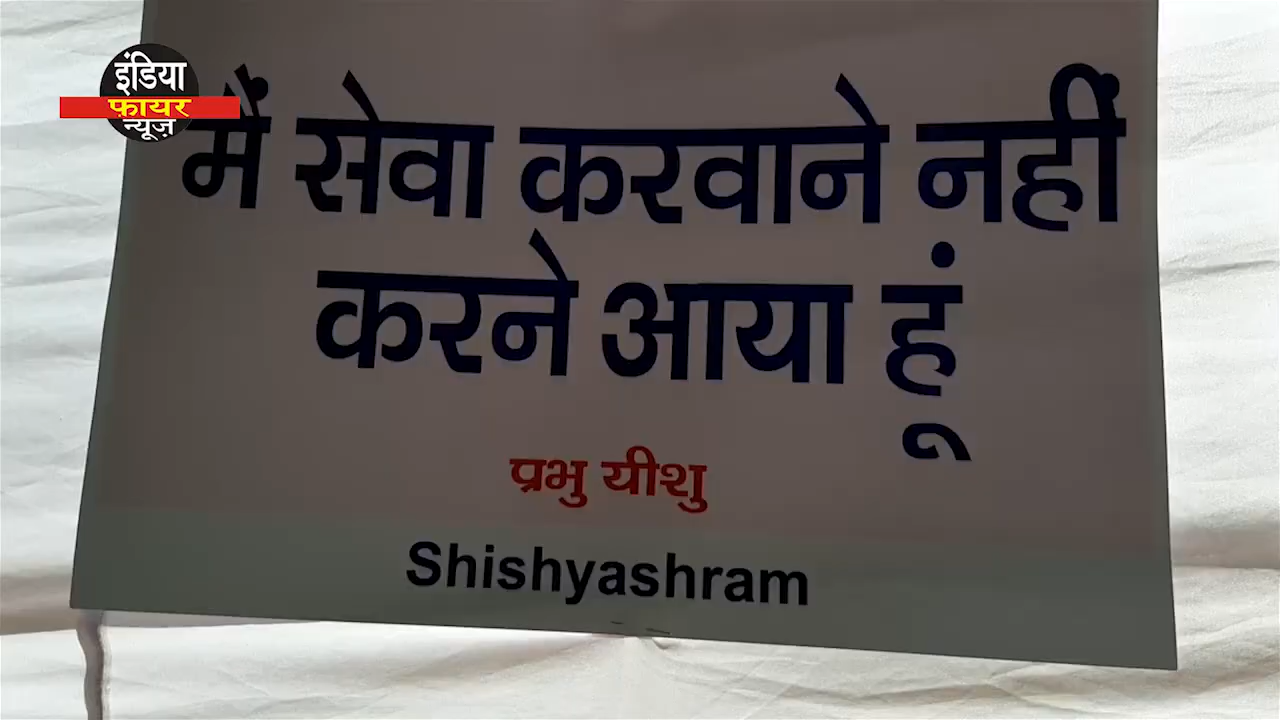 इंडिया
फ़ायर
न्यूज़
मैं सेवा करवाने नहीं
करने आया हूं
प्रभु यीशु
Shishyashram